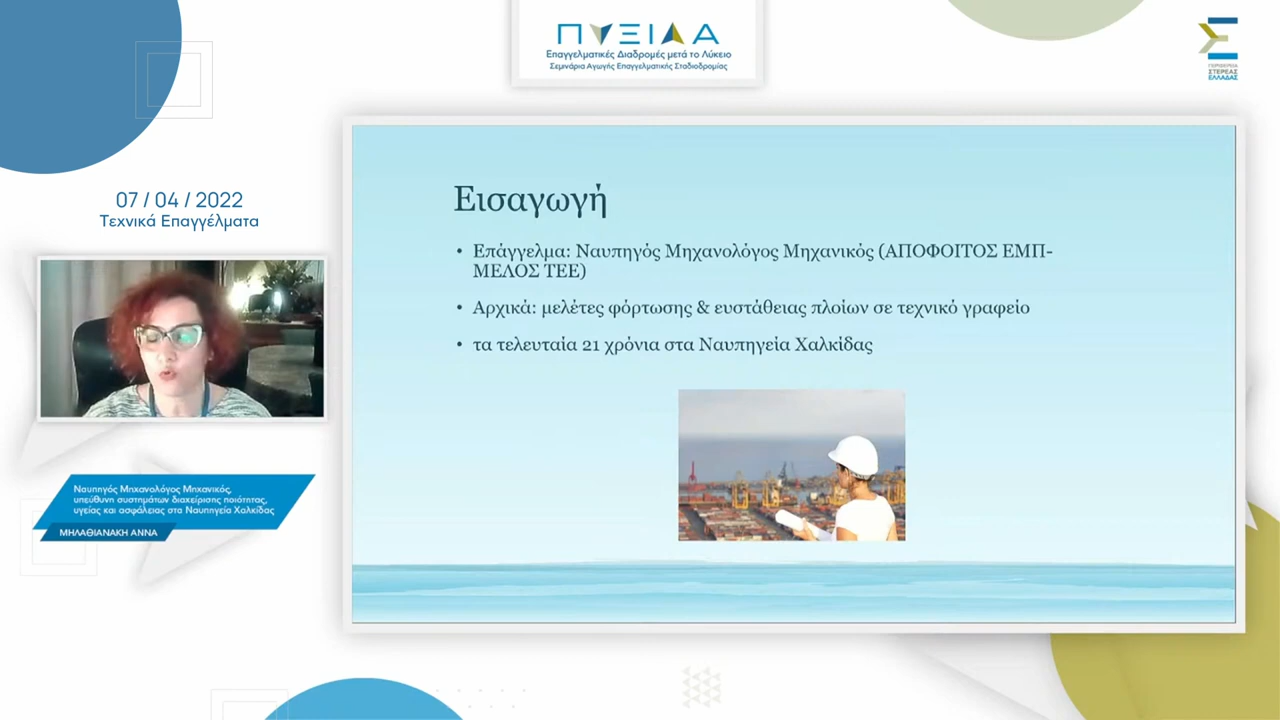 ΠΥΞΙΔΑ
Επαγγελματικές Διαδρομές μετά το Λύκειο
Σεμινάρια Αγωγής Επαγγελματικής Σταδιοδρομίας
ΠΕΡΙΦΕΡΕΙΑ
ΣΤΕΡΕΑΣ
ΕΛΛΑΔΑΣ
07 / 04 / 2022
Τεχνικά Επαγγέλματα
Εισαγωγή
• Επάγγελμα: Ναυπηγός Μηχανολόγος Μηχανικός (ΑΠΟΦΟΙΤΟΣ ΕΜΠ-
ΜΕΛΟΣ ΤΕΕ)
• Αρχικά: μελέτες φόρτωσης & ευστάθειας πλοίων σε τεχνικό γραφείο
• τα τελευταία 21 χρόνια στα Ναυπηγεία Χαλκίδας
Ναυπηγός Μηχανολόγος Μηχανικός,
υπεύθυνη συστημάτων διαχείρισης ποιότητας,
υγείας και ασφάλειας στα Ναυπηγεία Χαλκίδας
ΜΗΛΑΘΙΑΝΑΚΗ ΑΝΝΑ